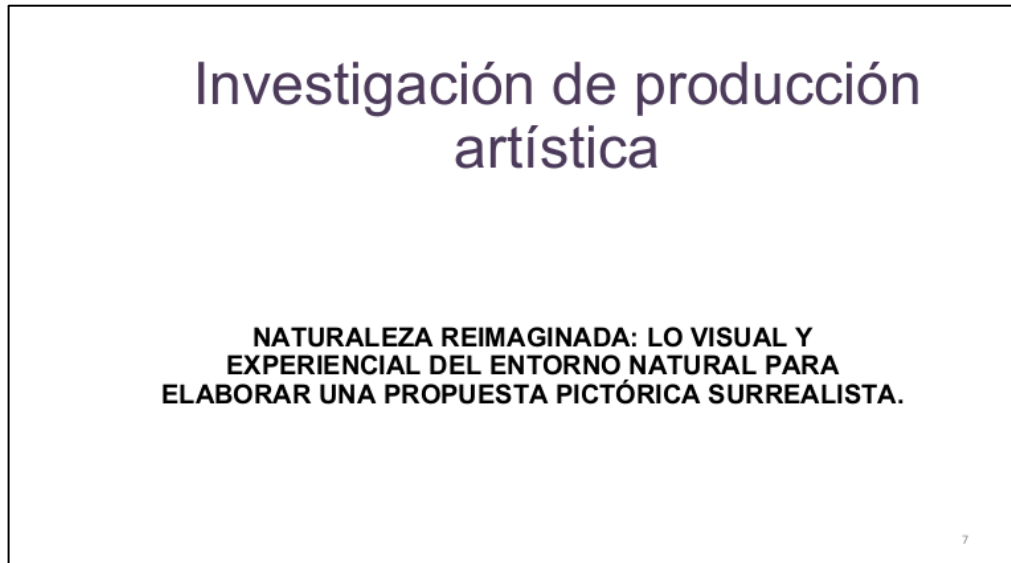 Investigación de producción
artística
NATURALEZA REIMAGINADA: LO VISUAL Y
EXPERIENCIAL DEL ENTORNO NATURAL PARA
ELABORAR UNA PROPUESTA PICTÓRICA SURREALISTA.
7